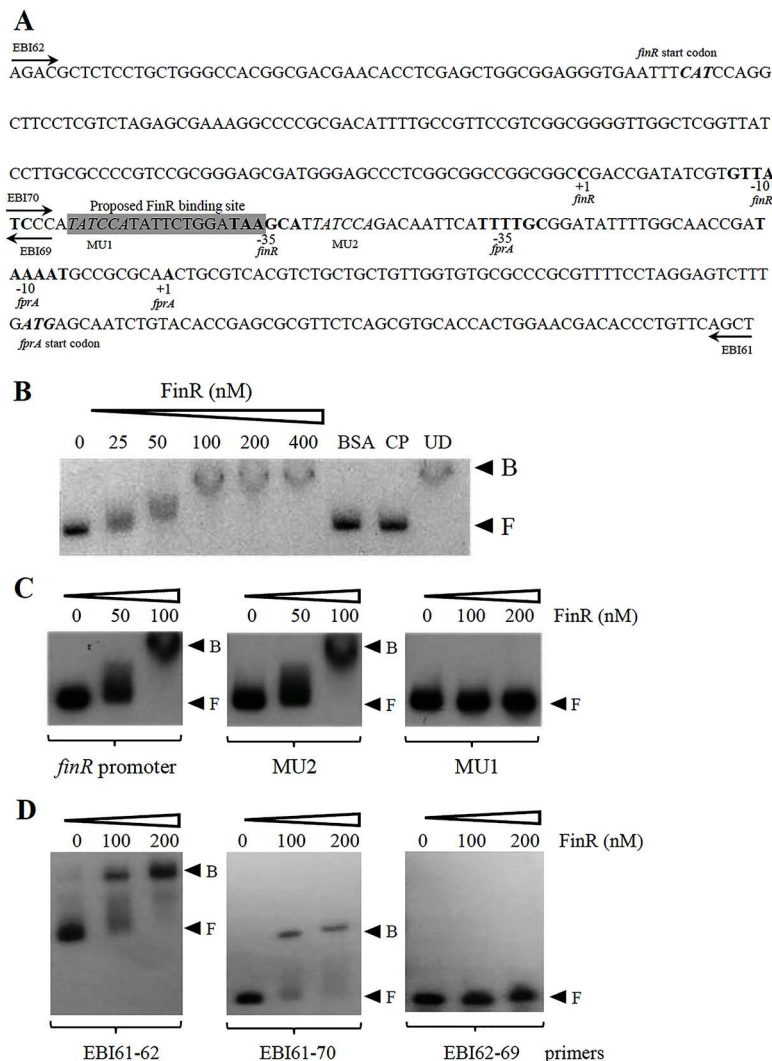 A
EBI62
finR start codon
AGACGCTCTCCTGCTGGGCCACGGCGACGAACACCTCGAGCTGGCGGAGGGTGAATTTCATCCAGG
CTTCCTCGTCTAGAGCGAAAGGCCCCGCGACATTTTGCCGTTCCGTCGGCGGGGTTGGCTCGGTTAT
CCTTGCGCCCCGTCCGCGGGAGCGATGGGAGCCCTCGGCGGCCGGCGGCCGACCGATATCGTGTTA
+1 -10
EBI70 Proposed FinR binding site finR finR
TCCCATATCCATATTCTGGATAAGCATTATCCAGACAATTCATTTTGCGGATATTTTGGCAACCGAT
EBI69 MU1 -35 MU2 -35
finR fprA
AAAATGCCGCGCAACTGCGTCACGTCTGCTGCTGTTGGTGTGCGCCCGCGTTTTCCTAGGAGTCTTT
-10 +1
fprA fprA
GATGAGCAATCTGTACACCGAGCGCGTTCTCAGCGTGCACCACTGGAACGACACCCTGTTCAGCT
fprA start codon EBI61
B
FinR (nM)
0 25 50 100 200 400 BSA CP UD
B
F
C
0 50 100 0 50 100 0 100 200 FinR (nM)
B B
F F F
finR promoter MU2 MU1
D
0 100 200 0 100 200 0 100 200 FinR (nM)
B
F B
F F
EBI61-62 EBI61-70 EBI62-69 primers